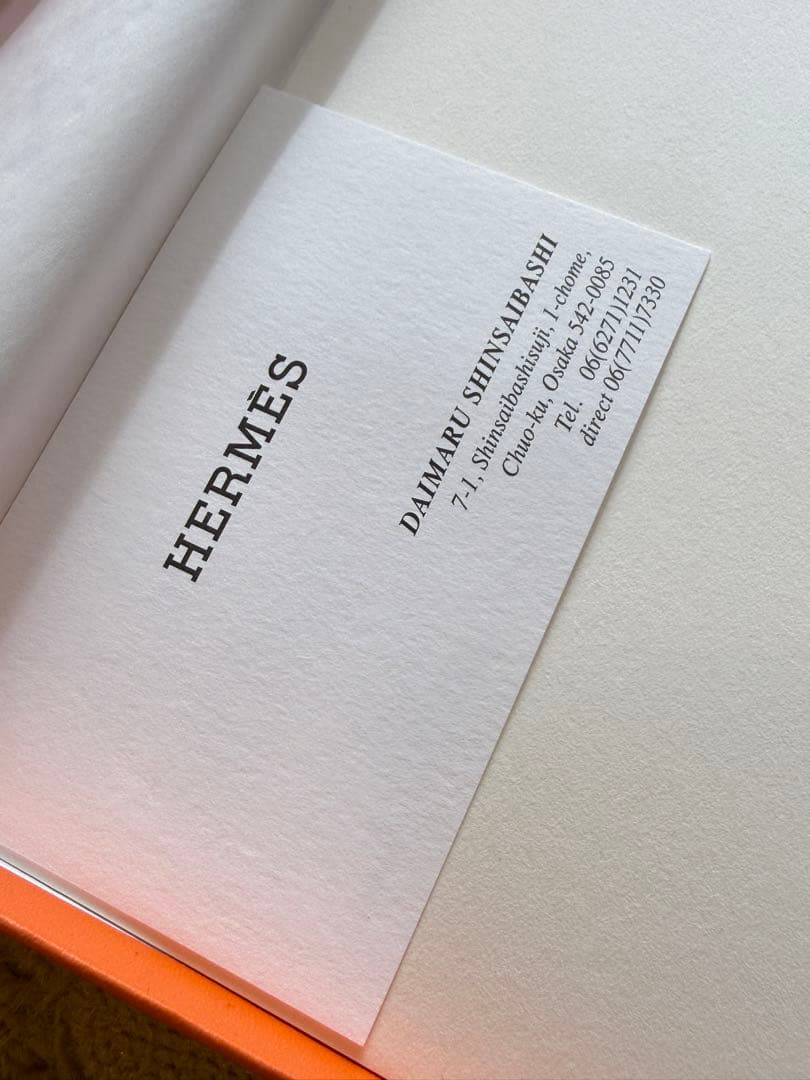 HERMÈS
DAIMARU SHINSAIBASHI
7-1, Shinsaibashisuji, 1-chome,
Chuo-ku, Osaka 542-0085
Tel. 06(6271)1231
direct 06(7711)7330